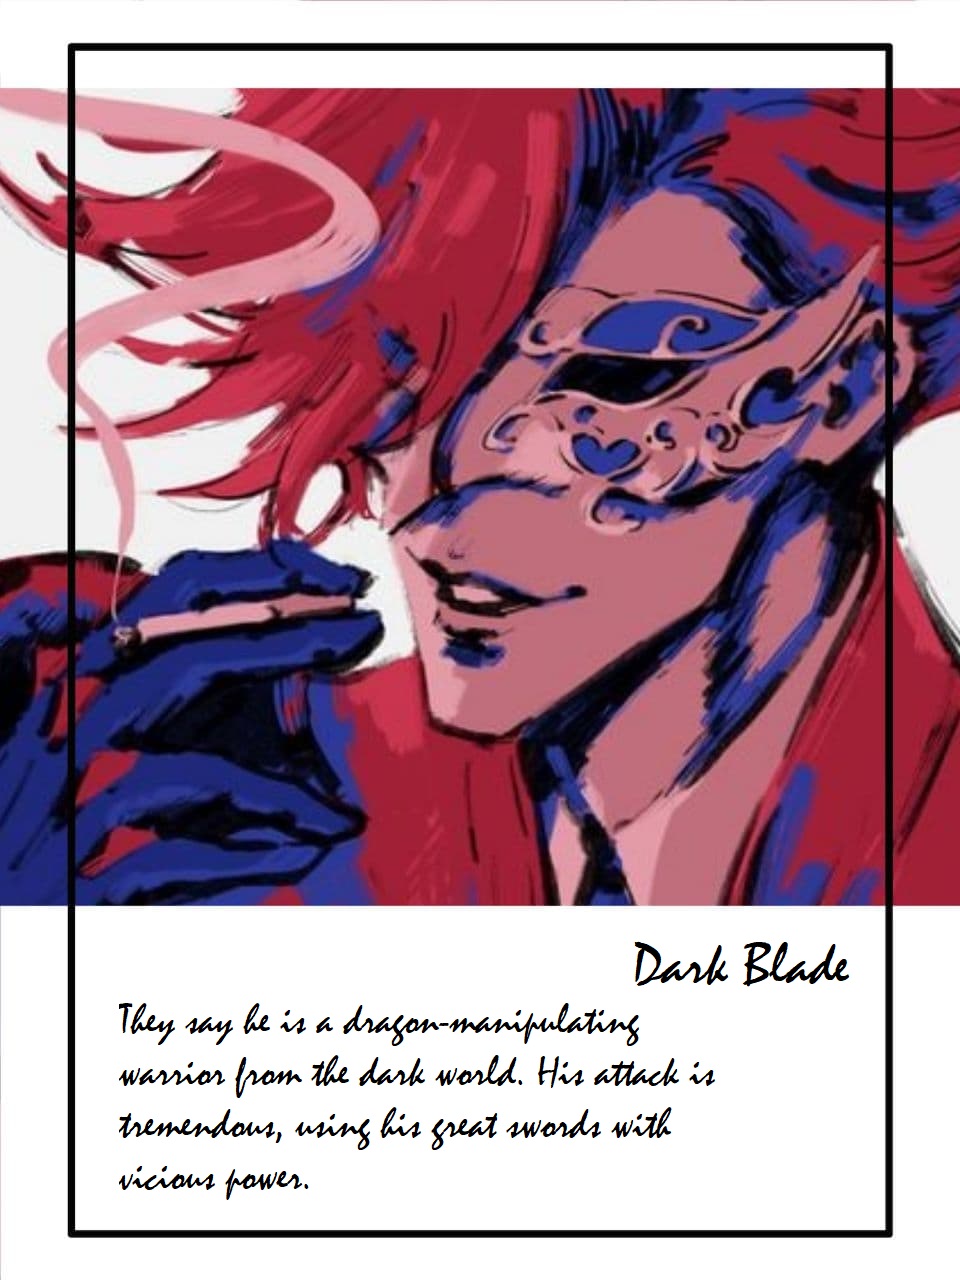 Dark Blade
They say he is a dragon-manipulating
warrior from the dark world. His attack is
tremendous, using his great swords with
vicious power.